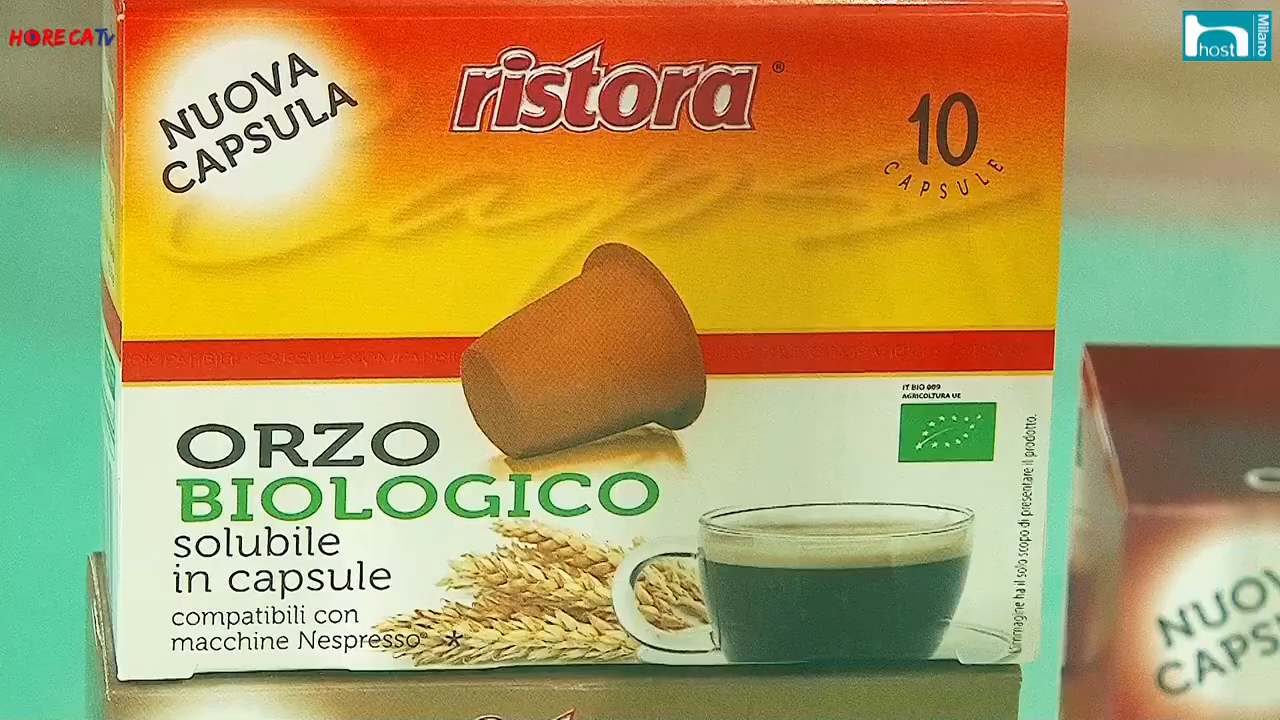 HORECATV
host
Milano
NUOVA
CAPSULA
ristora®
10
CAPSULE
IT BIO 009
AGRICOLTURA UE
ORZO
BIOLOGICO
solubile
in capsule
compatibili con
macchine Nespresso® *
L'immagine ha il solo scopo di presentare il prodotto.
NUOV
CAPS